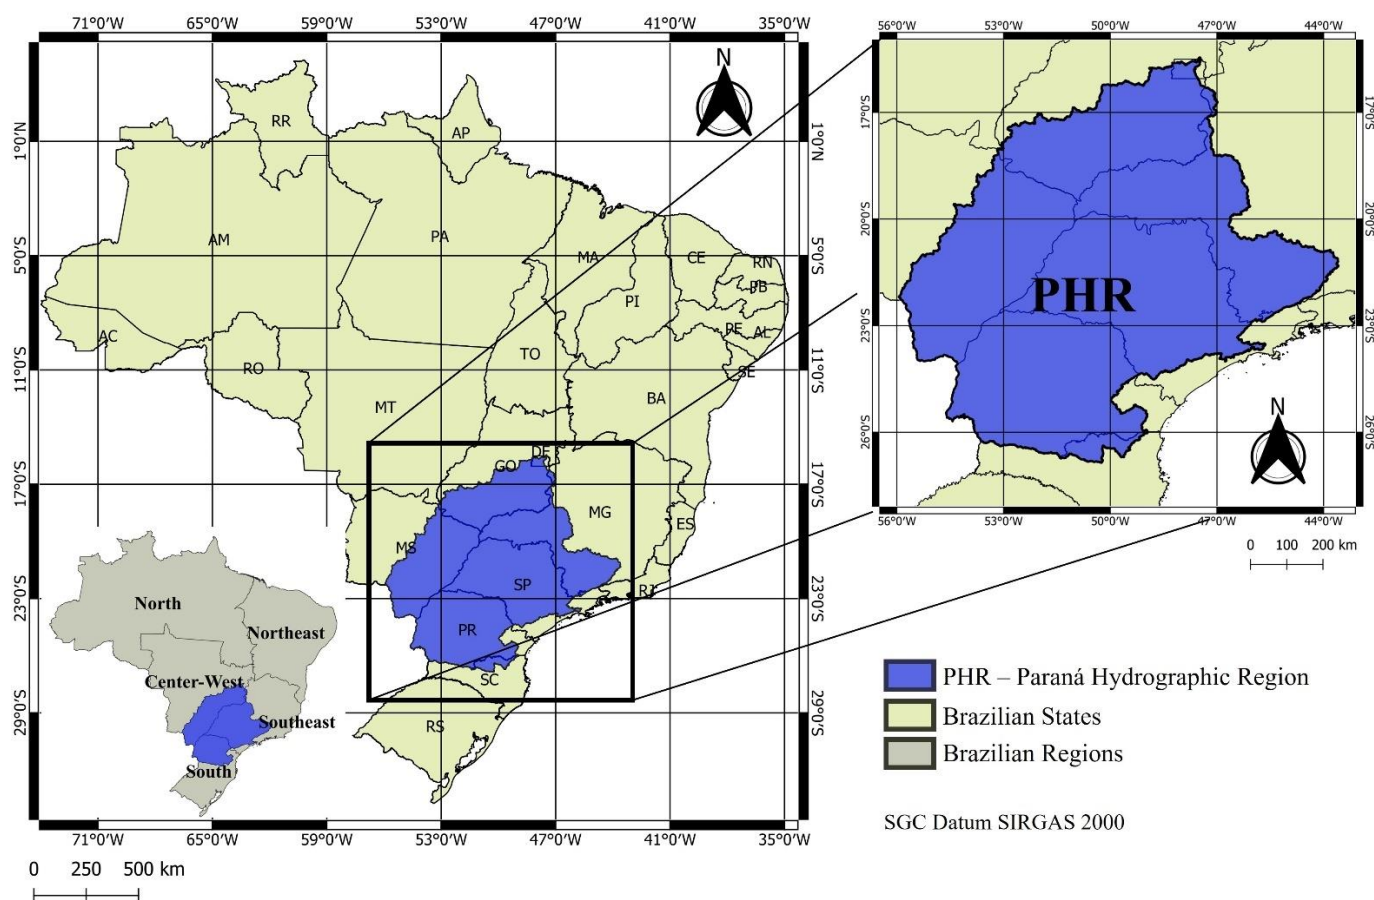 71°0'W 65°0'W 59°0'W 53°0'W 47°0'W 41°0'W 35°0'W
1°0'N
5°0'S
11°0'S
17°0'S
23°0'S
29°0'S
N
RR
AP
AM
PA
MA
CE
RN
PB
PI
PE
AL
AC
SE
TO
RO
BA
MT
DF
GO
MG
ES
MS
SP
RJ
PR
SC
RS
1°0'N
5°0'S
11°0'S
17°0'S
23°0'S
29°0'S
71°0'W 65°0'W 59°0'W 53°0'W 47°0'W 41°0'W 35°0'W
North
Northeast
Center-West
Southeast
South
0 250 500 km
56°0'W 53°0'W 50°0'W 47°0'W 44°0'W
17°0'S
20°0'S
23°0'S
26°0'S
PHR
N
17°0'S
20°0'S
23°0'S
26°0'S
56°0'W 53°0'W 50°0'W 47°0'W 44°0'W
0 100 200 km
PHR – Paraná Hydrographic Region
Brazilian States
Brazilian Regions
SGC Datum SIRGAS 2000